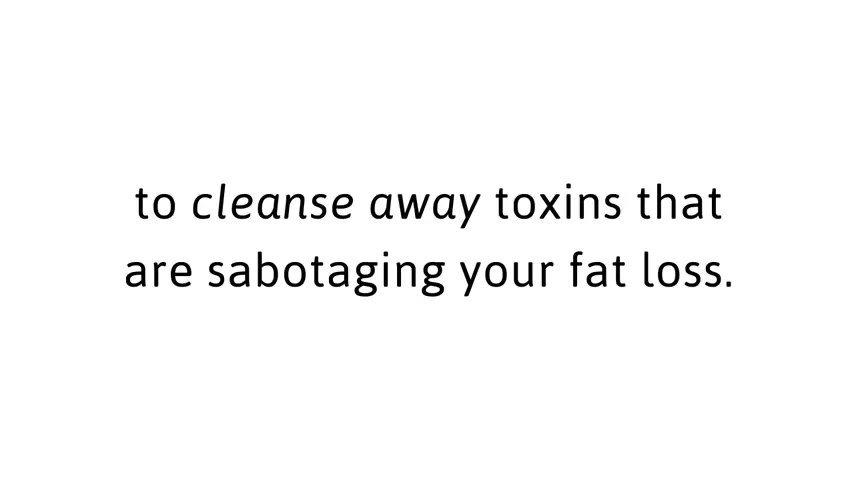 to cleanse away toxins that
are sabotaging your fat loss.